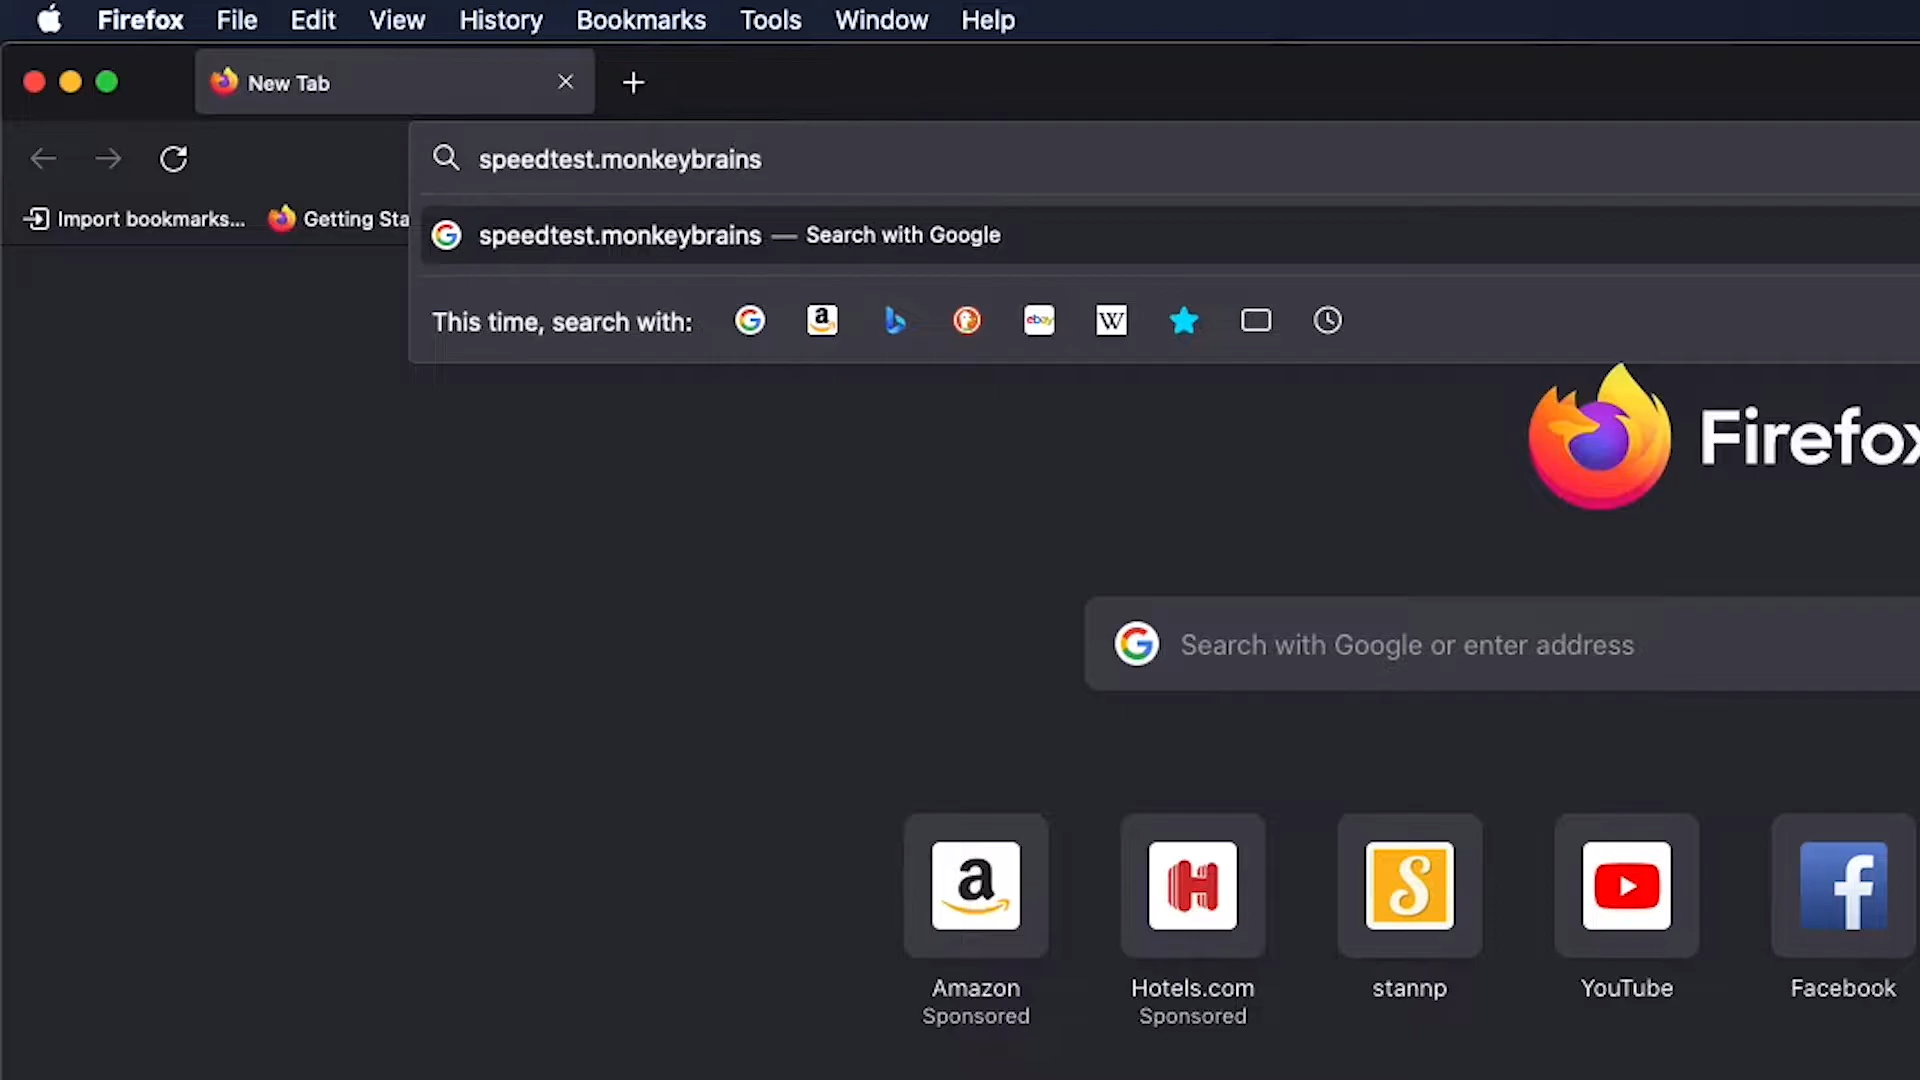 Firefox File Edit View History Bookmarks Tools Window Help
New Tab
speedtest.monkeybrains
Import bookmarks... Getting Sta
speedtest.monkeybrains — Search with Google
This time, search with:
a ebay W
Firefox
Search with Google or enter address
a H S f
Amazon Hotels.com stannp YouTube Facebook
Sponsored Sponsored